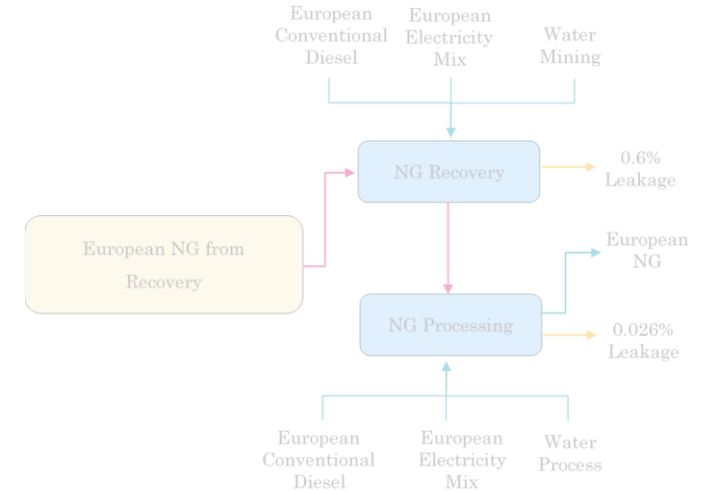 European
Conventional
Diesel
European
Electricity
Mix
Water
Mining
NG Recovery
0.6%
Leakage
European NG from
Recovery
European
NG
NG Processing
0.026%
Leakage
European
Conventional
Diesel
European
Electricity
Mix
Water
Process